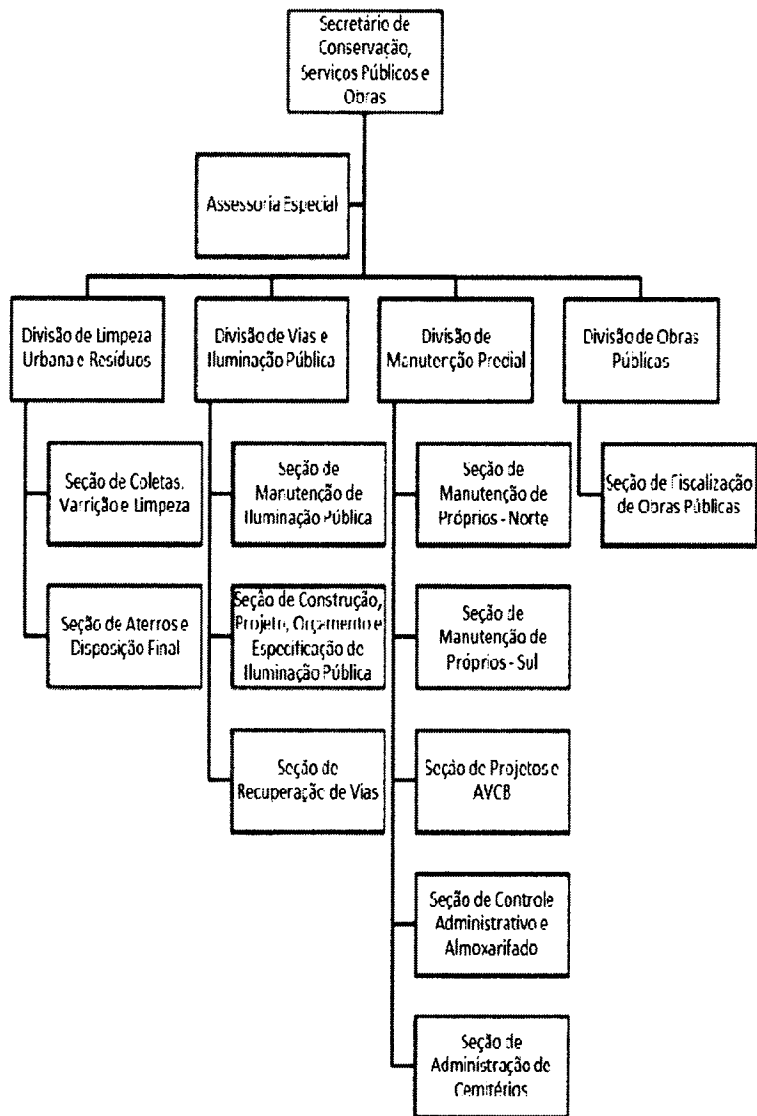 Secretário de
Conservação,
Serviços Públicos e
Obras
Assessoria Especial
Divisão de Limpeza
Urbana e Resíduos
Divisão de Vias e
Iluminação Pública
Divisão de
Manutenção Predial
Divisão de Obras
Públicas
Seção de Coletas,
Varrição e Limpeza
Seção de
Manutenção de
Iluminação Pública
Seção de
Manutenção de
Próprios - Norte
Seção de Fiscalização
de Obras Públicas
Seção de Aterros e
Disposição Final
Seção de Construção,
Projeto, Orçamento e
Especificação de
Iluminação Pública
Seção de
Manutenção de
Próprios - Sul
Seção de
Recuperação de Vias
Seção de Projetos e
AVCB
Seção de Controle
Administrativo e
Almoxarifado
Seção de
Administração de
Cemitérios